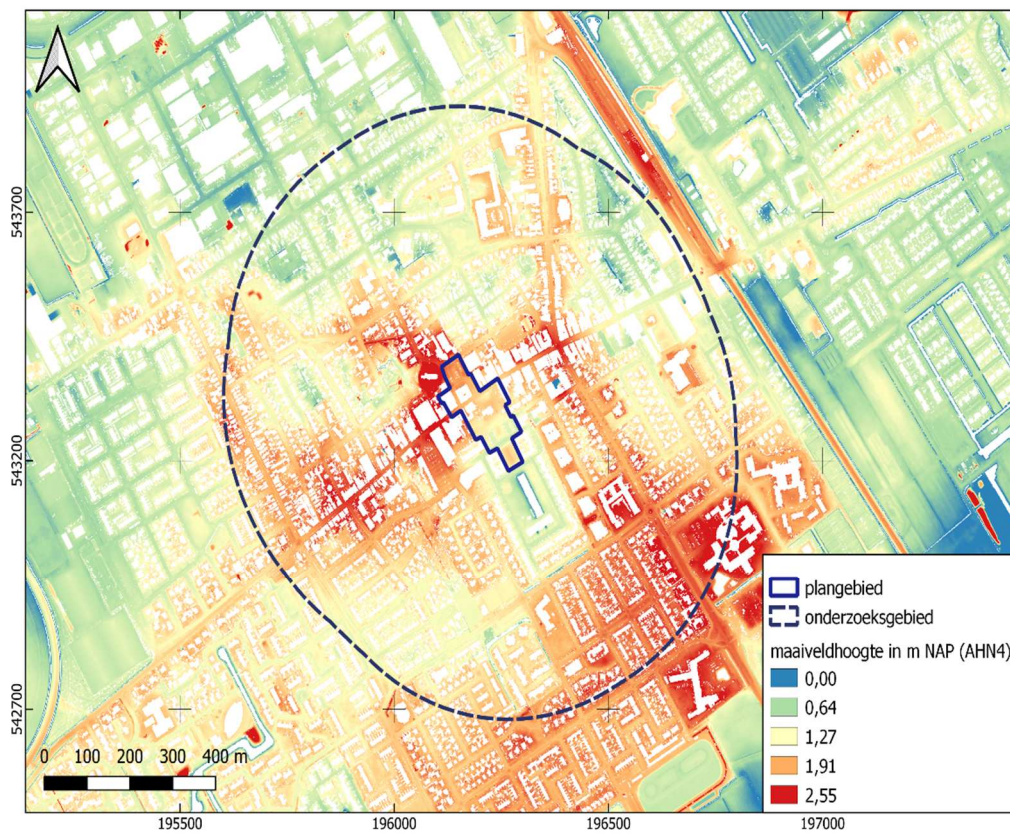 543700
543200
542700
plangebied
onderzoeksgebied
maaiveldhoogte in m NAP (AHN4)
0,00
0,64
1,27
1,91
2,55
0 100 200 300 400 m
195500 196000 196500 197000